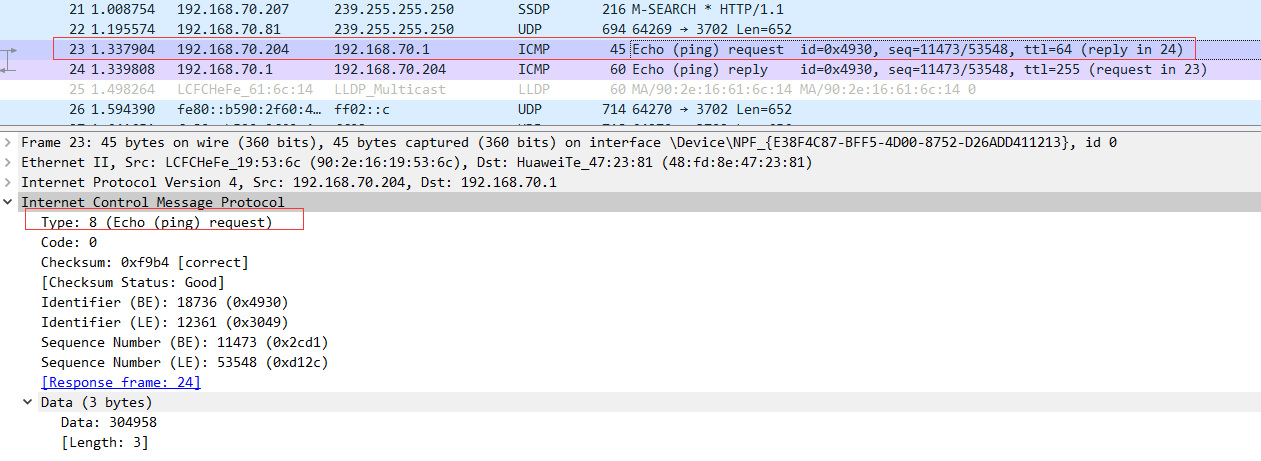 21 1.008754 192.168.70.207 239.255.255.250 SSDP 216 M-SEARCH * HTTP/1.1
22 1.195574 192.168.70.81 239.255.255.250 UDP 694 64269 → 3702 Len=652
23 1.337904 192.168.70.204 192.168.70.1 ICMP 45 Echo (ping) request id=0x4930, seq=11473/53548, ttl=64 (reply in 24)
24 1.339808 192.168.70.1 192.168.70.204 ICMP 60 Echo (ping) reply id=0x4930, seq=11473/53548, ttl=255 (request in 23)
25 1.498264 LCFCHeFe_61:6c:14 LLDP_Multicast LLDP 60 MA/90:2e:16:61:6c:14 MA/90:2e:16:61:6c:14 0
26 1.594390 fe80::b590:2f60:4… ff02::c UDP 714 64270 → 3702 Len=652
Frame 23: 45 bytes on wire (360 bits), 45 bytes captured (360 bits) on interface \Device\NPF_{E38F4C87-BFF5-4D00-8752-D26ADD411213}, id 0
Ethernet II, Src: LCFCHeFe_19:53:6c (90:2e:16:19:53:6c), Dst: HuaweiTe_47:23:81 (48:fd:8e:47:23:81)
Internet Protocol Version 4, Src: 192.168.70.204, Dst: 192.168.70.1
Internet Control Message Protocol
Type: 8 (Echo (ping) request)
Code: 0
Checksum: 0xf9b4 [correct]
[Checksum Status: Good]
Identifier (BE): 18736 (0x4930)
Identifier (LE): 12361 (0x3049)
Sequence Number (BE): 11473 (0x2cd1)
Sequence Number (LE): 53548 (0xd12c)
[Response frame: 24]
Data (3 bytes)
Data: 304958
[Length: 3]